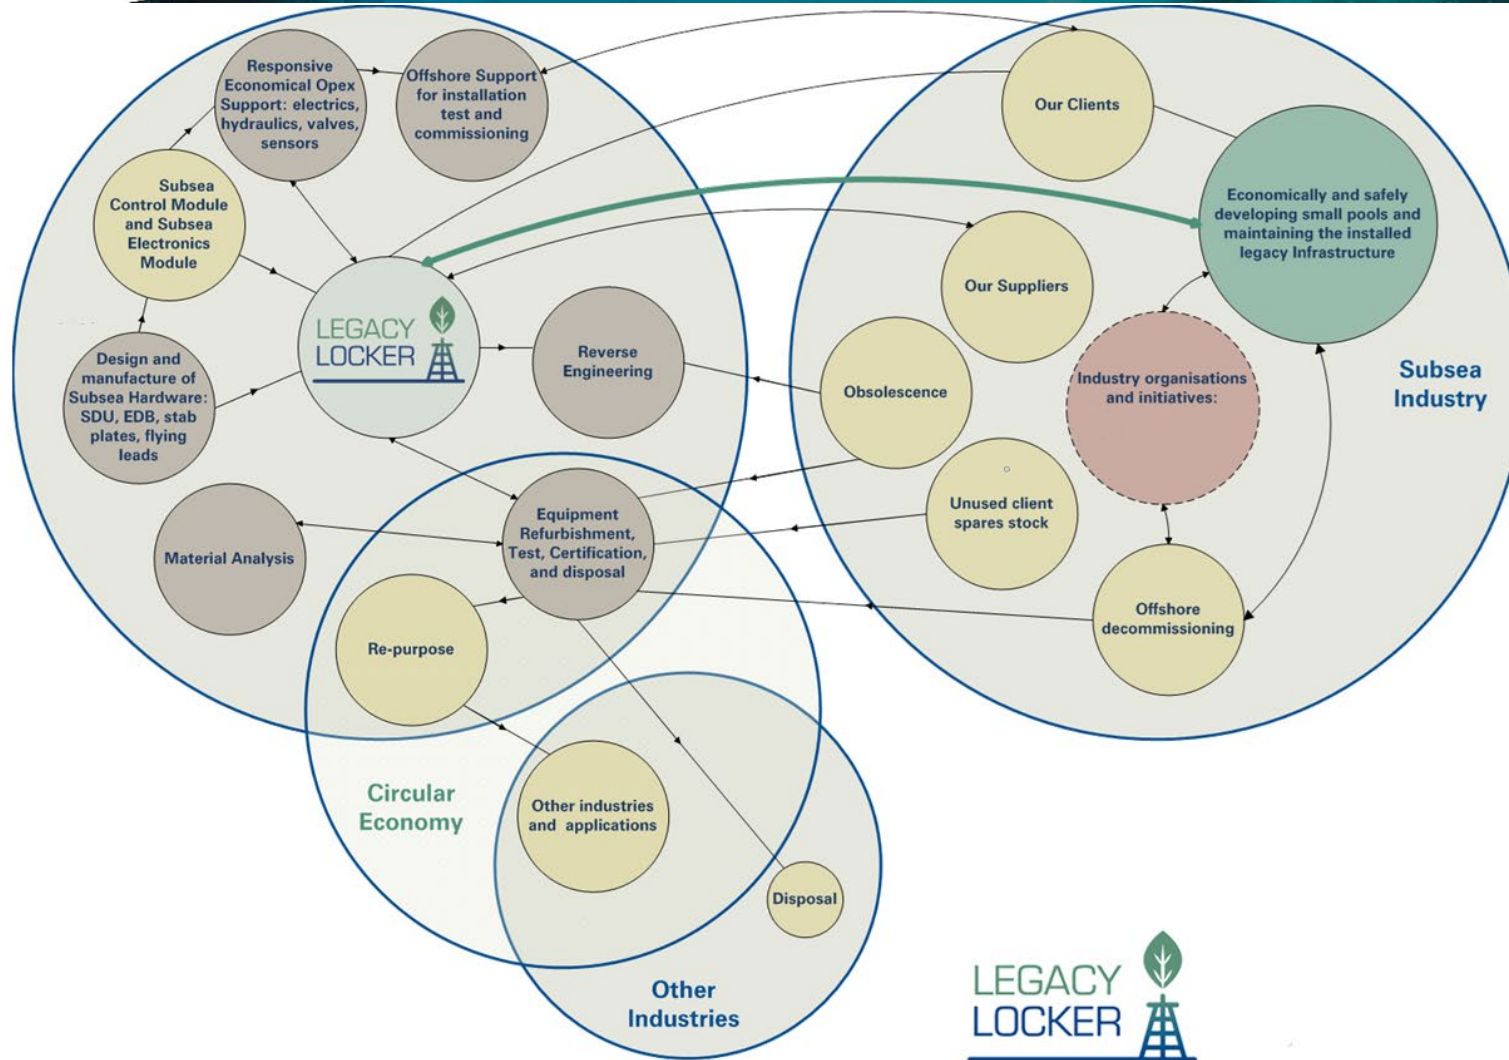 Responsive
Economical Opex
Support: electrics,
hydraulics, valves,
sensors
Offshore Support
for installation
test and
commissioning
Subsea
Control Module
and Subsea
Electronics
Module
LEGACY
LOCKER
Design and
manufacture of
Subsea Hardware:
SDU, EDB, stab
plates, flying
leads
Reverse
Engineering
Material Analysis
Equipment
Refurbishment,
Test, Certification,
and disposal
Re-purpose
Circular
Economy
Other industries
and applications
Disposal
Other
Industries
Our Clients
Economically and safely
developing small pools and
maintaining the installed
legacy Infrastructure
Our Suppliers
Obsolescence
Industry organisations
and initiatives:
Subsea
Industry
Unused client
spares stock
Offshore
decommissioning
LEGACY
LOCKER